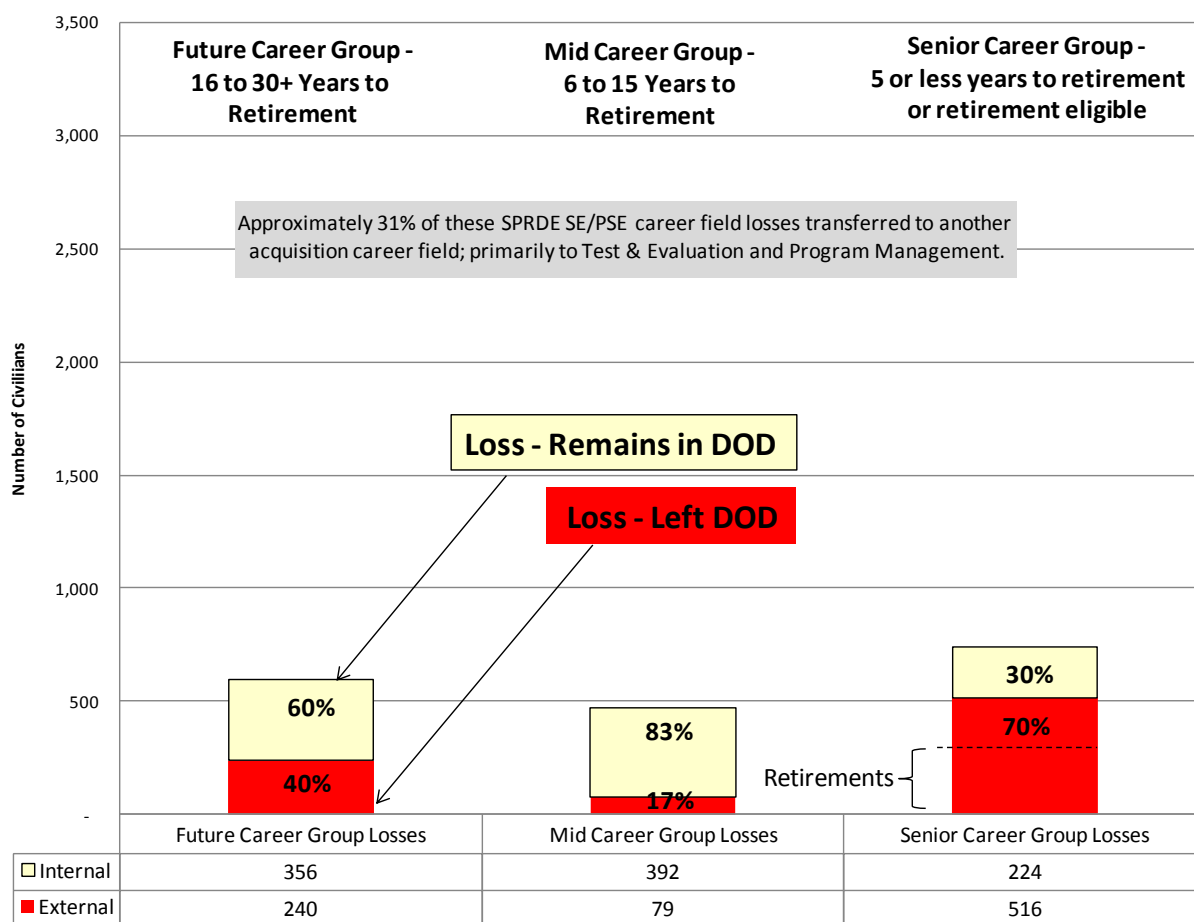 3,500
Future Career Group -
16 to 30+ Years to
Retirement
Mid Career Group -
6 to 15 Years to
Retirement
Senior Career Group -
5 or less years to retirement
or retirement eligible
3,000
Approximately 31% of these SPRDE SE/PSE career field losses transferred to another
acquisition career field; primarily to Test & Evaluation and Program Management.
2,500
2,000
Number of Civiliians
Loss - Remains in DOD
1,500
Loss - Left DOD
1,000
500
60%
40%
83%
17%
30%
70%
Retirements
-
Future Career Group Losses Mid Career Group Losses Senior Career Group Losses
Internal 356 392 224
External 240 79 516